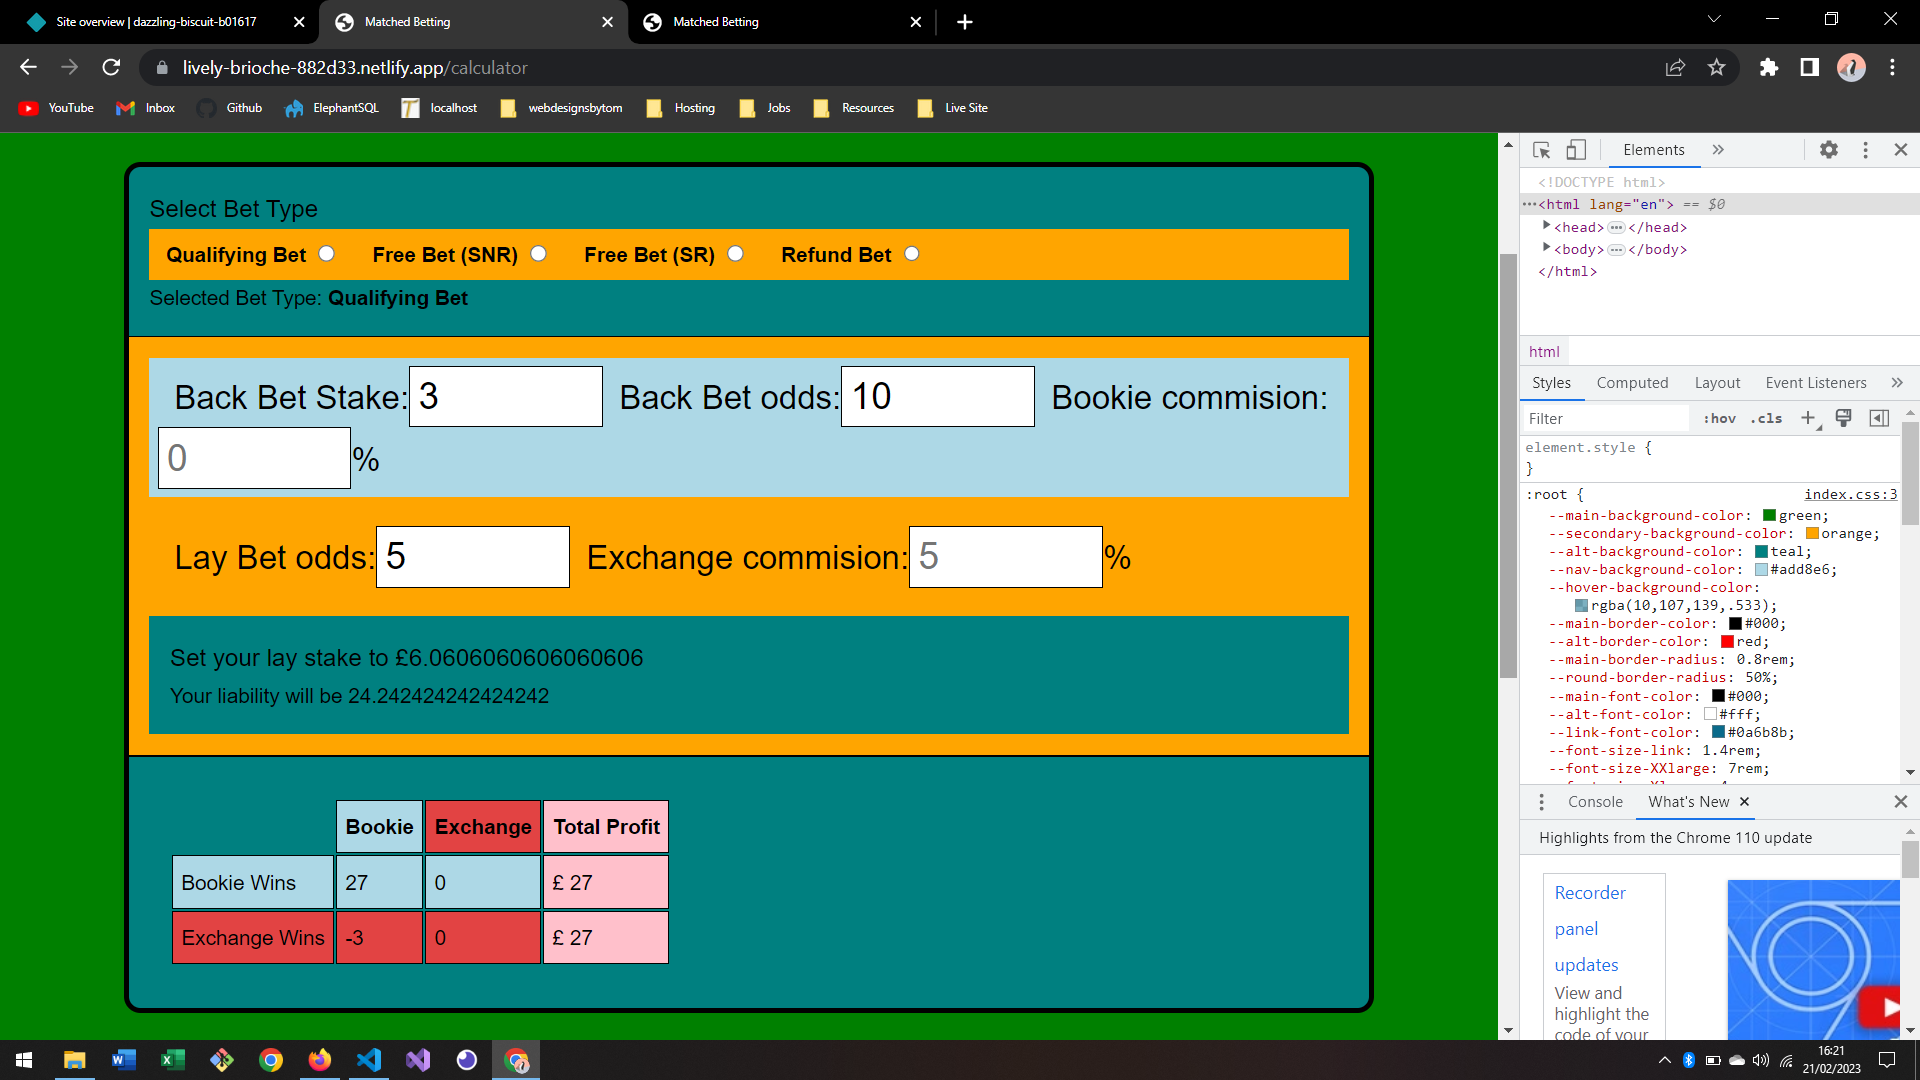 Site overview | dazzling-biscuit-b01617
Matched Betting
Matched Betting
lively-brioche-882d33.netlify.app/calculator
YouTube
Inbox
Github
ElephantSQL
localhost
webdesignsbytom
Hosting
Jobs
Resources
Live Site
Select Bet Type
Qualifying Bet Free Bet (SNR) Free Bet (SR) Refund Bet
Selected Bet Type: Qualifying Bet
Back Bet Stake: 3 Back Bet odds: 10 Bookie commision:
0 %
Lay Bet odds: 5 Exchange commision: 5 %
Set your lay stake to £6.0606060606060606
Your liability will be 24.242424242424242
Bookie Exchange Total Profit
Bookie Wins 27 0 £ 27
Exchange Wins -3 0 £ 27
Elements
<!DOCTYPE html>
<html lang="en"> == $0
<head> </head>
<body> </body>
</html>
html
Styles Computed Layout Event Listeners
Filter :hov .cls
element.style {
}
:root { index.css:3
--main-background-color: green;
--secondary-background-color: orange;
--alt-background-color: teal;
--nav-background-color: #add8e6;
--hover-background-color:
rgba(10,107,139,.533);
--main-border-color: #000;
--alt-border-color: red;
--main-border-radius: 0.8rem;
--round-border-radius: 50%;
--main-font-color: #000;
--alt-font-color: #fff;
--link-font-color: #0a6b8b;
--font-size-link: 1.4rem;
--font-size-XXlarge: 7rem;
Console What's New
Highlights from the Chrome 110 update
Recorder
panel
updates
View and
highlight the
code of your
16:21
21/02/2023